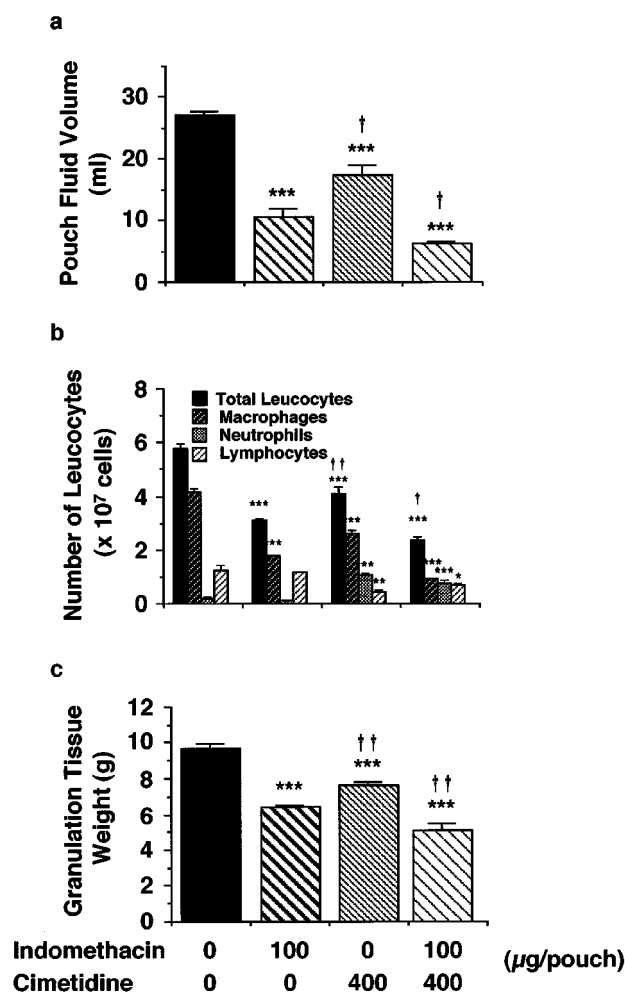 a
Pouch Fluid Volume
(ml)
30
20
10
0
***
†
***
†
***
b
Number of Leucocytes
(x 10⁷ cells)
8
6
4
2
0
Total Leucocytes
Macrophages
Neutrophils
Lymphocytes
***
**
††
***
**
**
**
†
***
***
***
*
c
Granulation Tissue
Weight (g)
12
10
8
6
4
2
0
***
††
***
††
***
Indomethacin 0 100 0 100 (µg/pouch)
Cimetidine 0 0 400 400